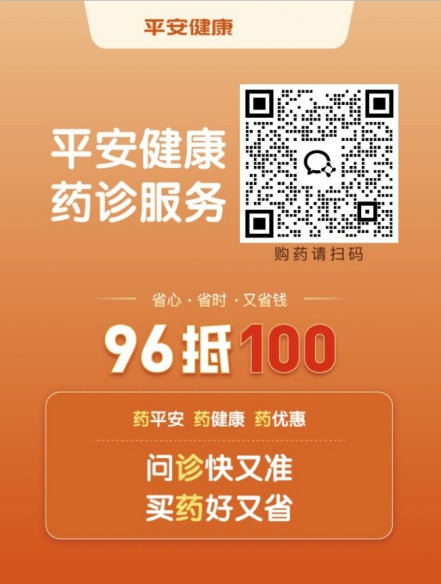 平安健康
平安健康
药诊服务
购药请扫码
省心·省时·又省钱
96抵100
药平安 药健康 药优惠
问诊快又准
买药好又省